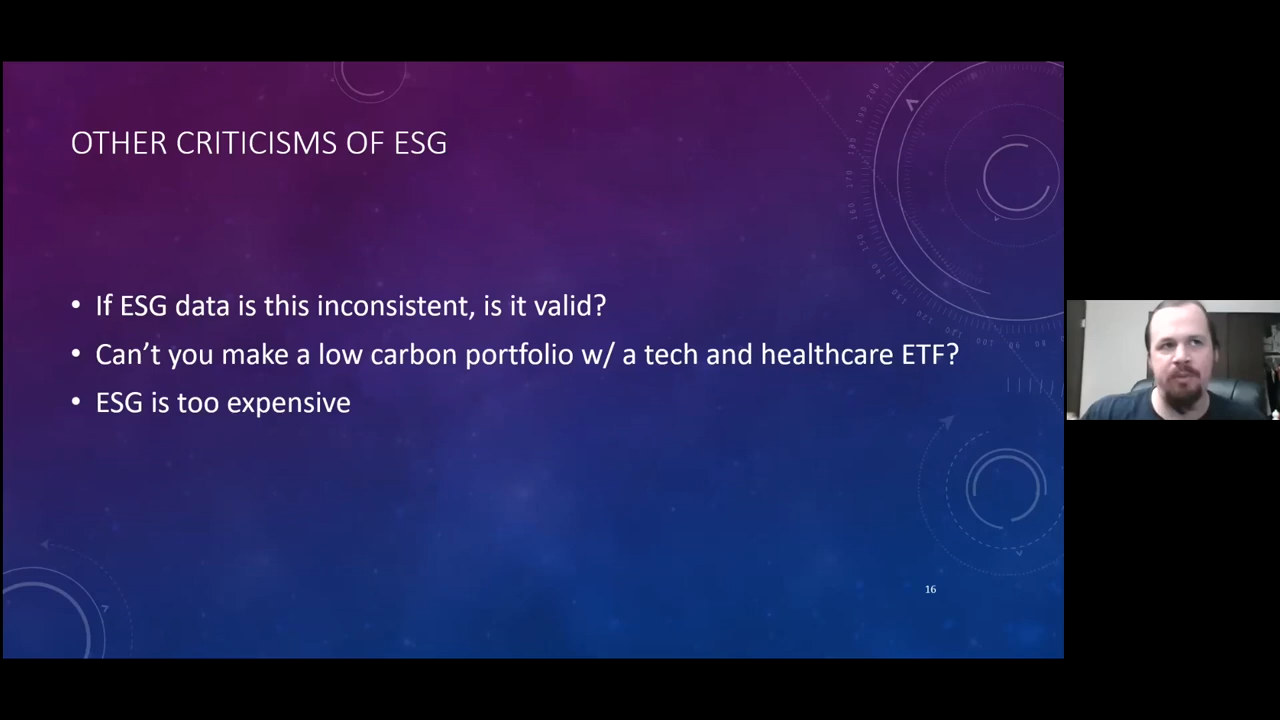 OTHER CRITICISMS OF ESG
• If ESG data is this inconsistent, is it valid?
• Can’t you make a low carbon portfolio w/ a tech and healthcare ETF?
• ESG is too expensive
16